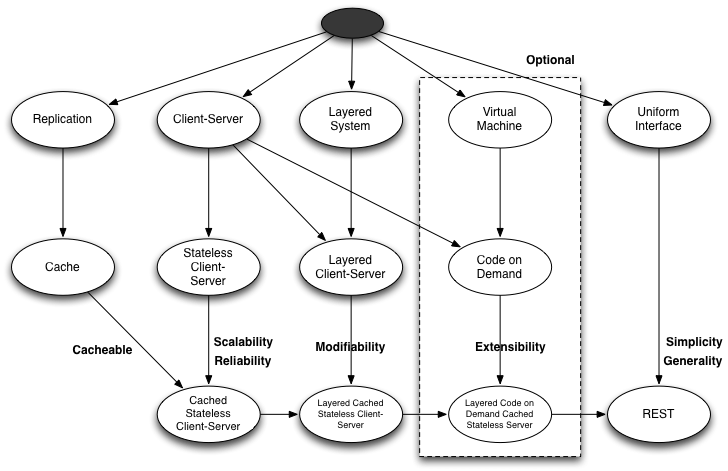 Optional
Replication
Client-Server
Layered
System
Virtual
Machine
Uniform
Interface
Cache
Stateless
Client-
Server
Layered
Client-Server
Code on
Demand
Cacheable
Scalability
Reliability
Modifiability
Extensibility
Simplicity
Generality
Cached
Stateless
Client-Server
Layered Cached
Stateless Client-
Server
Layered Code on
Demand Cached
Stateless Server
REST